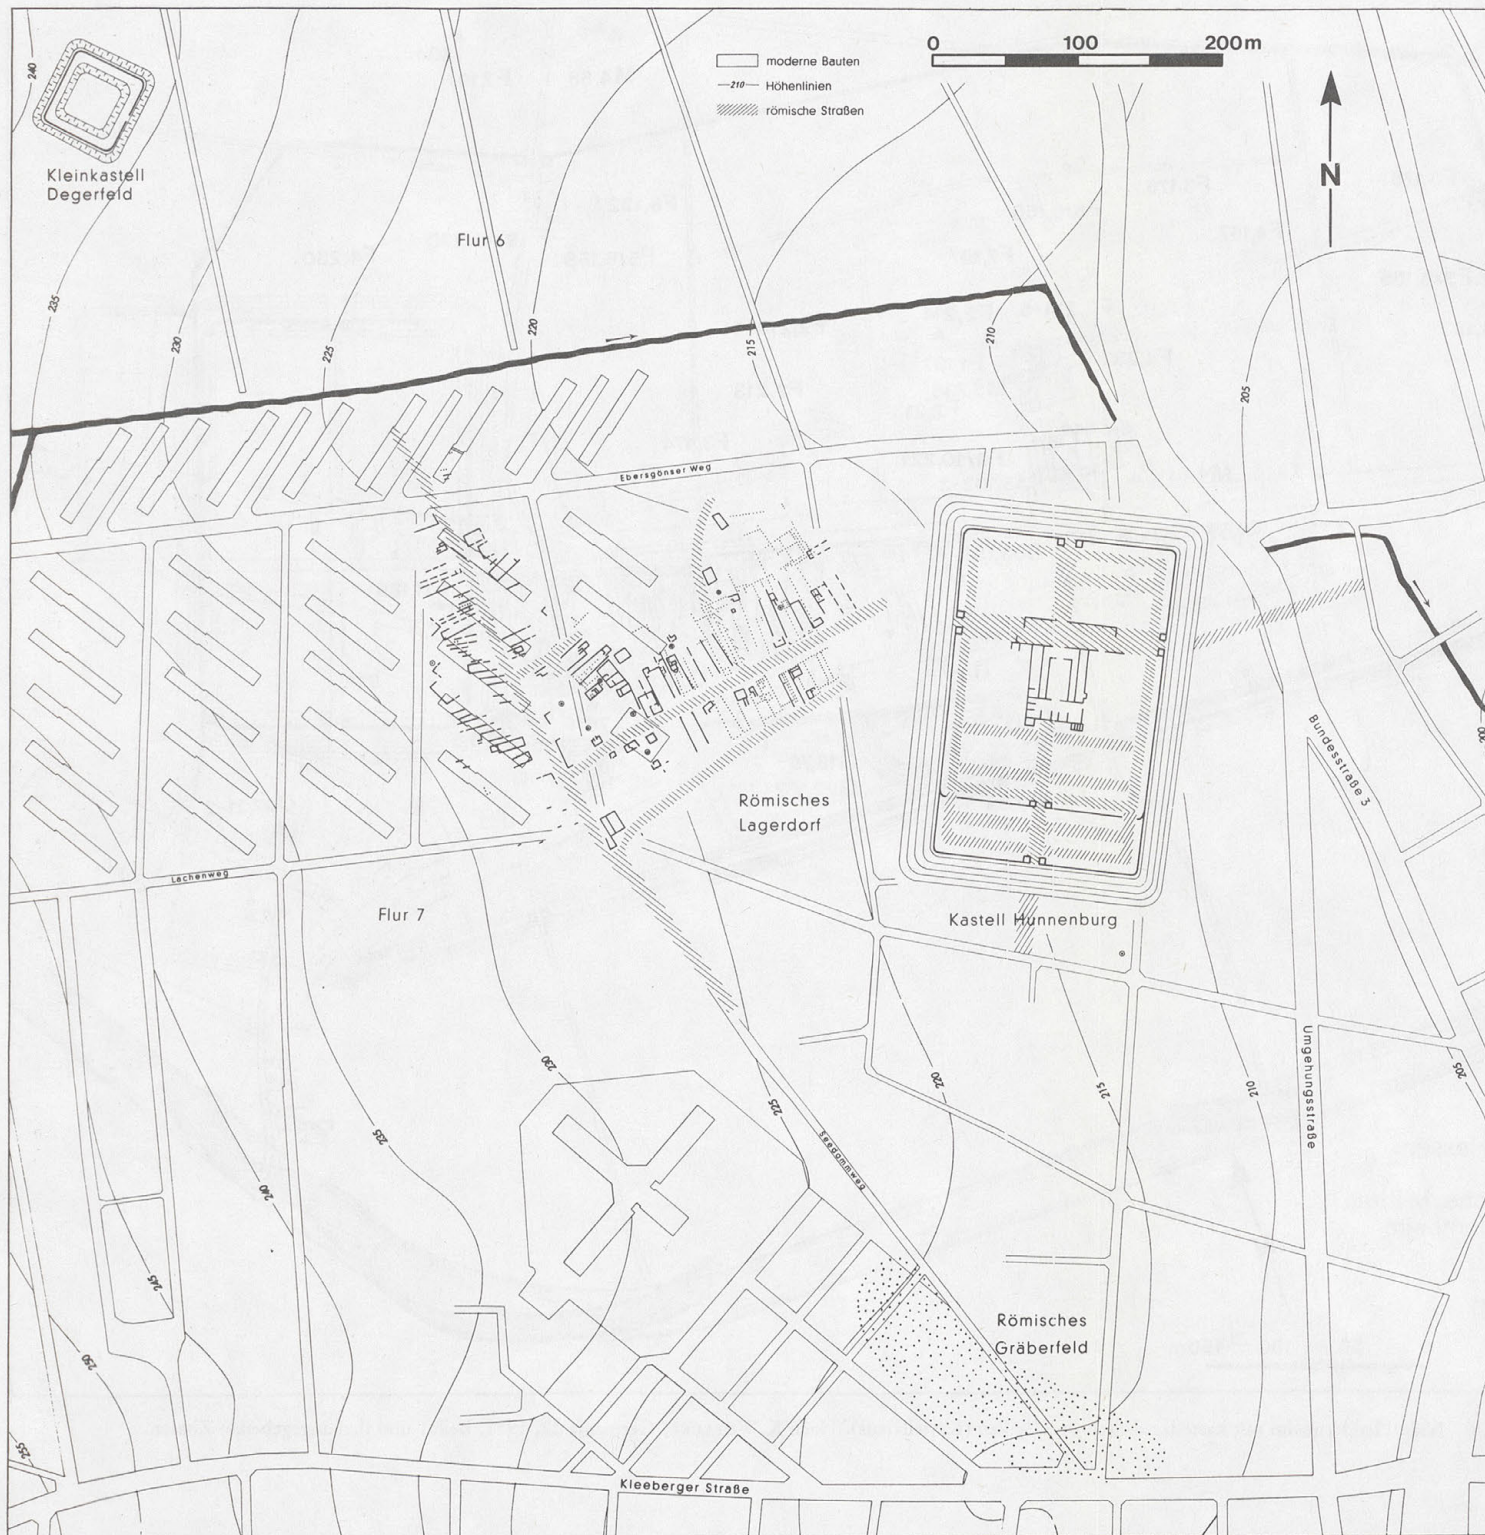 0 100 200m
moderne Bauten
—210— Höhenlinien
römische Straßen
N
240
Kleinkastell
Degerfeld
Flur 6
235
230
225
220
215
210
205
Ebersgönser Weg
Römisches
Lagerdorf
Bundesstraße 3
200
Lachenweg
Flur 7
Kastell Hunnenburg
Umgehungsstraße
230
225
220
215
210
205
235
240
245
250
255
Seedammweg
Römisches
Gräberfeld
Kleeberger Straße